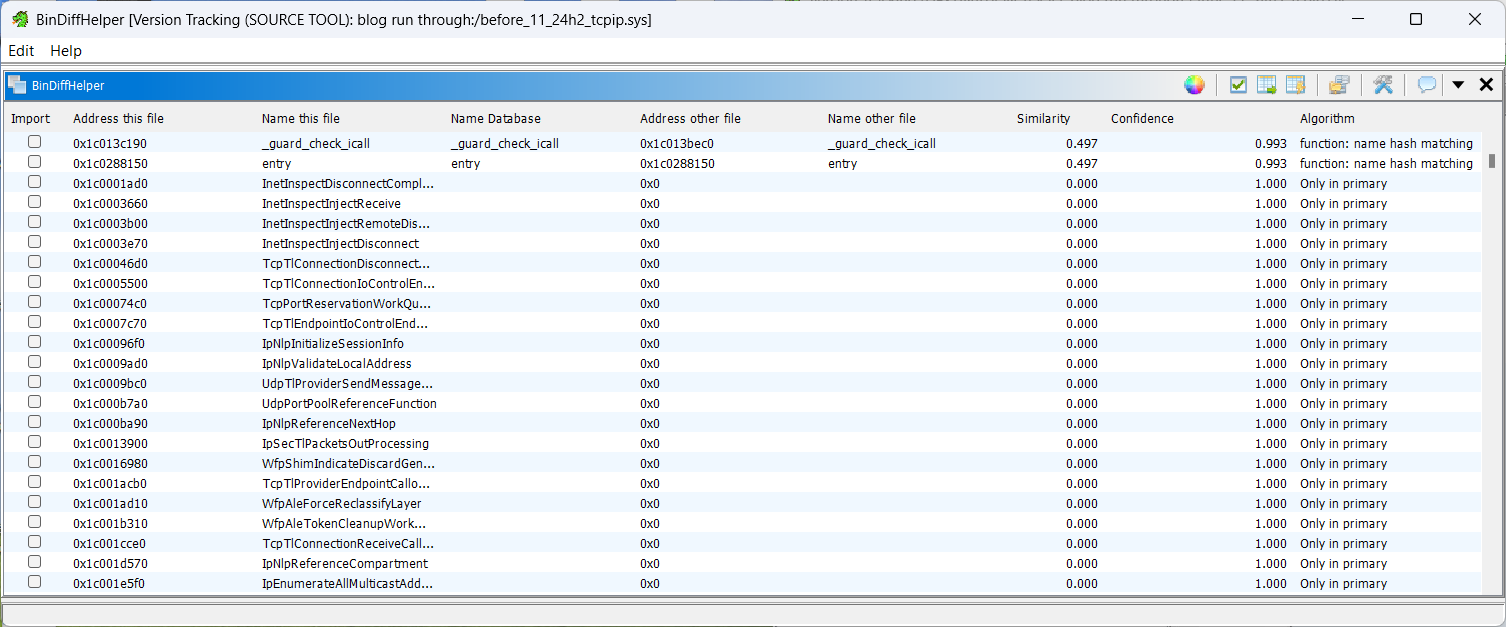 BinDiffHelper [Version Tracking (SOURCE TOOL): blog run through:/before_11_24h2_tcpip.sys]
Edit Help
BinDiffHelper
Import Address this file Name this file Name Database Address other file Name other file Similarity Confidence Algorithm
0x1c013c190 _guard_check_icall _guard_check_icall 0x1c013bec0 _guard_check_icall 0.497 0.993 function: name hash matching
0x1c0288150 entry entry 0x1c0288150 entry 0.497 0.993 function: name hash matching
0x1c0001ad0 InetInspectDisconnectCompl... 0x0 0.000 1.000 Only in primary
0x1c0003660 InetInspectInjectReceive 0x0 0.000 1.000 Only in primary
0x1c0003b00 InetInspectInjectRemoteDis... 0x0 0.000 1.000 Only in primary
0x1c0003e70 InetInspectInjectDisconnect 0x0 0.000 1.000 Only in primary
0x1c00046d0 TcpTlConnectionDisconnect... 0x0 0.000 1.000 Only in primary
0x1c0005500 TcpTlConnectionIoControlEn... 0x0 0.000 1.000 Only in primary
0x1c00074c0 TcpPortReservationWorkQu... 0x0 0.000 1.000 Only in primary
0x1c0007c70 TcpTlEndpointIoControlEnd... 0x0 0.000 1.000 Only in primary
0x1c00096f0 IpNlpInitializeSessionInfo 0x0 0.000 1.000 Only in primary
0x1c0009ad0 IpNlpValidateLocalAddress 0x0 0.000 1.000 Only in primary
0x1c0009bc0 UdpTlProviderSendMessage... 0x0 0.000 1.000 Only in primary
0x1c000b7a0 UdpPortPoolReferenceFunction 0x0 0.000 1.000 Only in primary
0x1c000ba90 IpNlpReferenceNextHop 0x0 0.000 1.000 Only in primary
0x1c0013900 IpSecTlPacketsOutProcessing 0x0 0.000 1.000 Only in primary
0x1c0016980 WfpShimIndicateDiscardGen... 0x0 0.000 1.000 Only in primary
0x1c001acb0 TcpTlProviderEndpointCallo... 0x0 0.000 1.000 Only in primary
0x1c001ad10 WfpAleForceReclassifyLayer 0x0 0.000 1.000 Only in primary
0x1c001b310 WfpAleTokenCleanupWork... 0x0 0.000 1.000 Only in primary
0x1c001cce0 TcpTlConnectionReceiveCall... 0x0 0.000 1.000 Only in primary
0x1c001d570 IpNlpReferenceCompartment 0x0 0.000 1.000 Only in primary
0x1c001e5f0 IpEnumerateAllMulticastAdd... 0x0 0.000 1.000 Only in primary